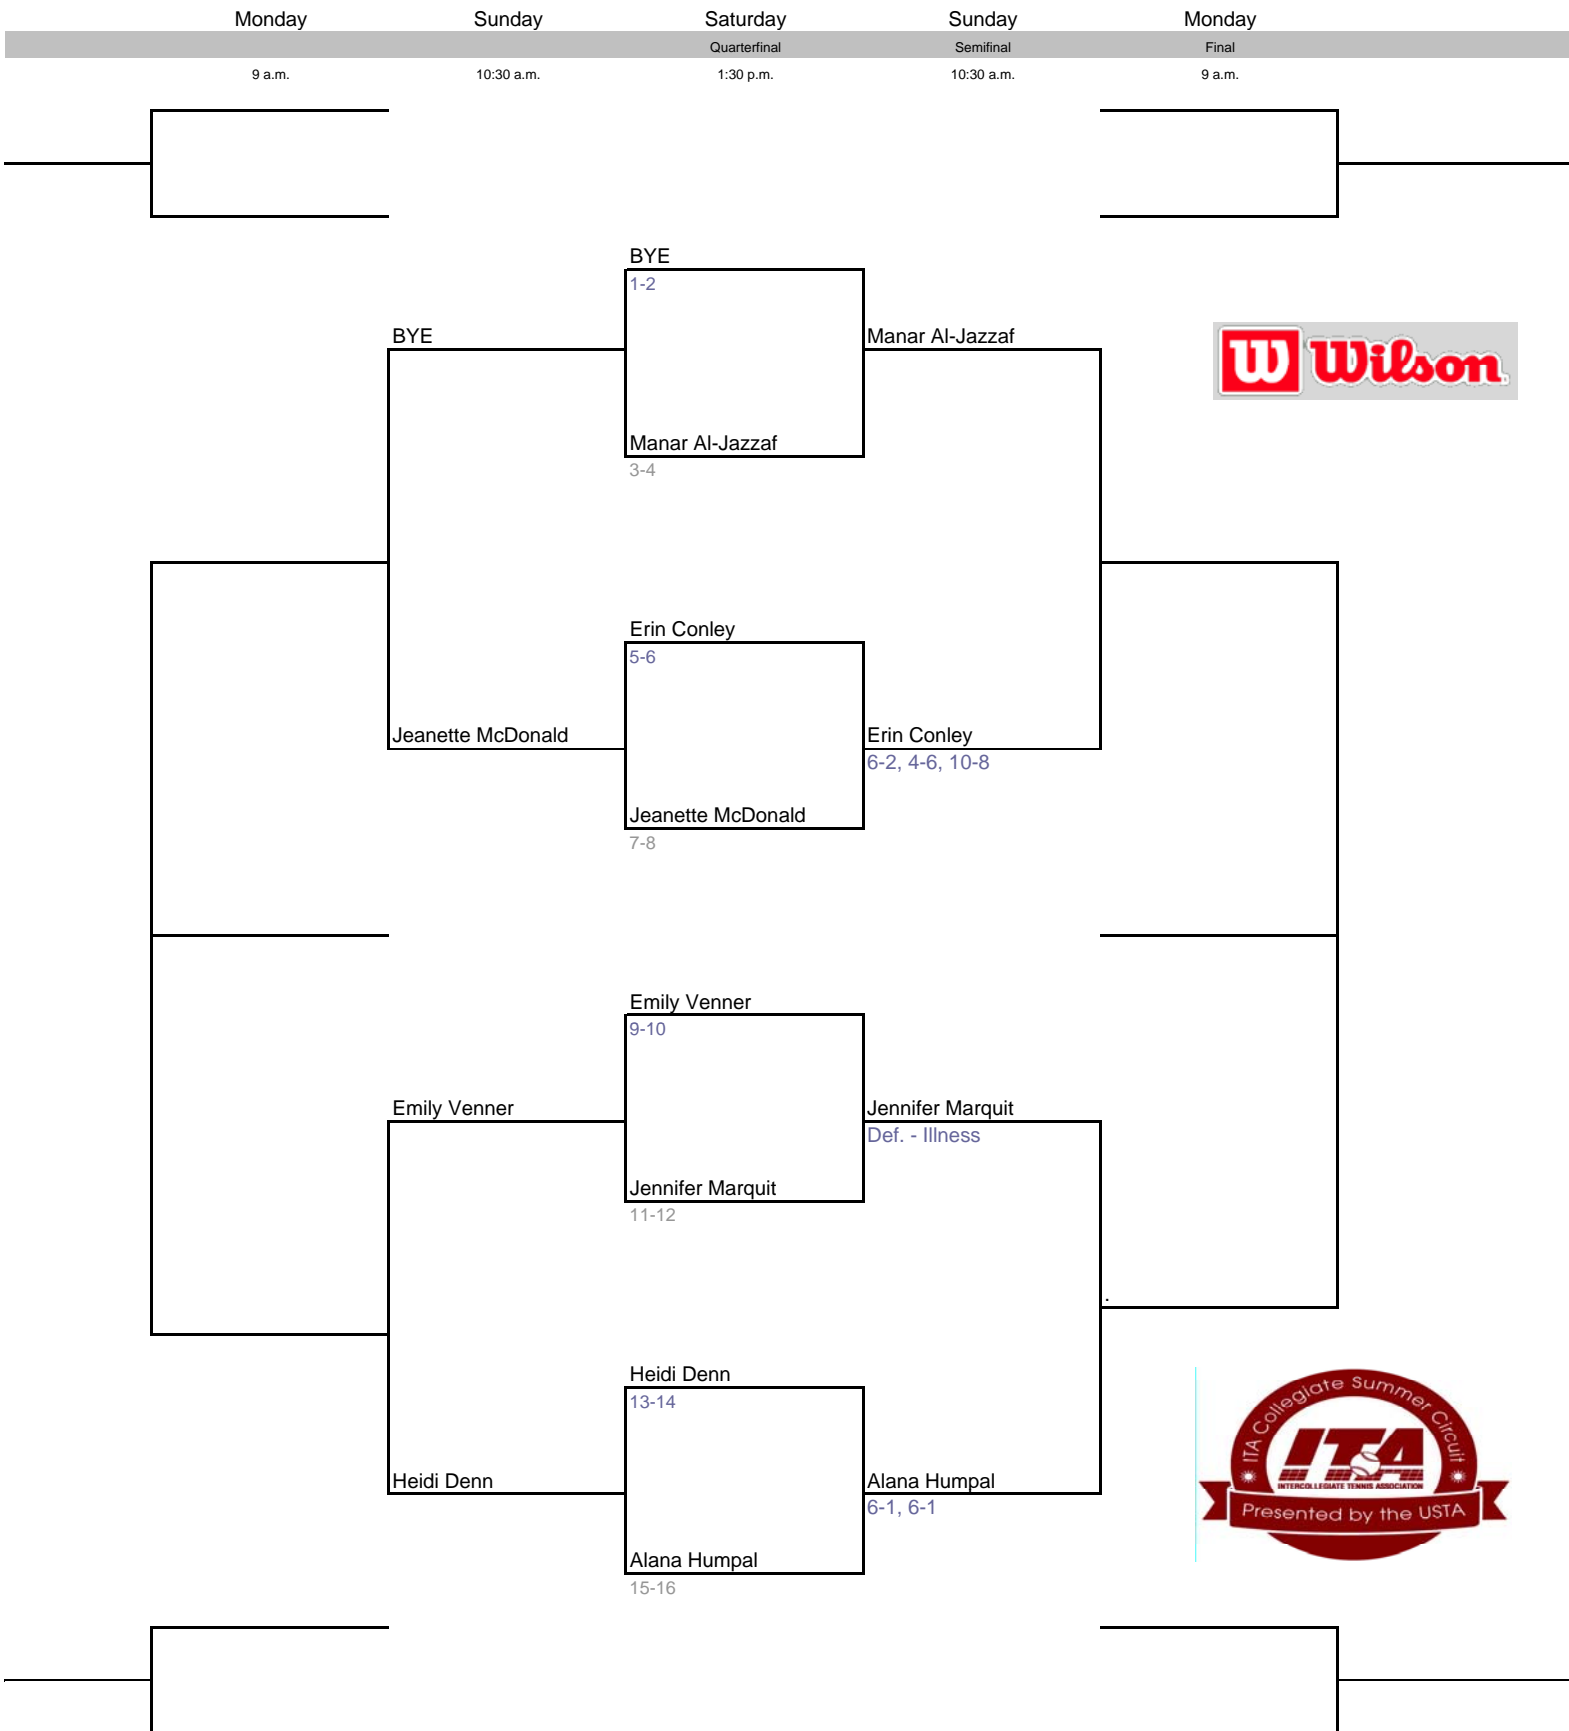 Monday Sunday Saturday Sunday Monday
Quarterfinal Semifinal Final
9 a.m. 10:30 a.m. 1:30 p.m. 10:30 a.m. 9 a.m.
BYE
1-2
BYE Manar Al-Jazzaf
W Wilson
Manar Al-Jazzaf
3-4
Erin Conley
5-6
Jeanette McDonald Erin Conley
6-2, 4-6, 10-8
Jeanette McDonald
7-8
Emily Venner
9-10
Emily Venner Jennifer Marquit
Def. - Illness
Jennifer Marquit
11-12
.
Heidi Denn
13-14
Heidi Denn Alana Humpal
6-1, 6-1
Alana Humpal
15-16
ITA Collegiate Summer Circuit
ITA
INTERCOLLEGIATE TENNIS ASSOCIATION
Presented by the USTA